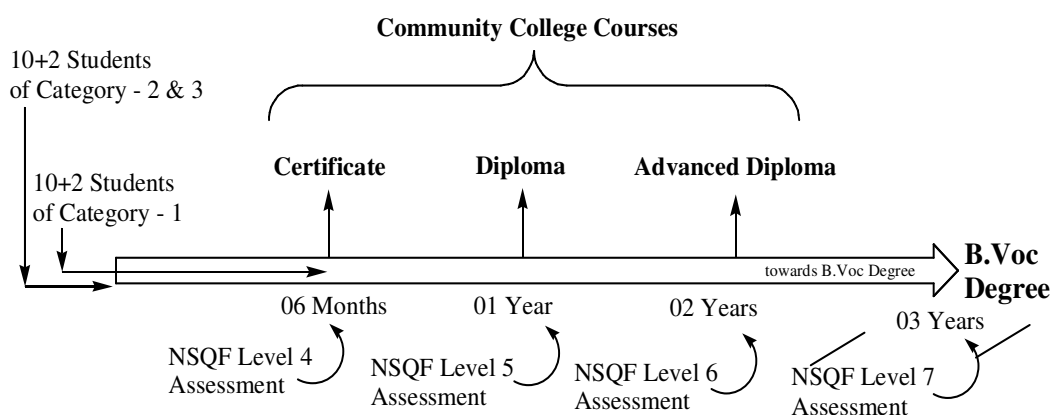 Community College Courses
10+2 Students
of Category - 2 & 3
Certificate
Diploma
Advanced Diploma
10+2 Students
of Category - 1
towards B.Voc Degree
B.Voc
Degree
06 Months
01 Year
02 Years
03 Years
NSQF Level 4
Assessment
NSQF Level 5
Assessment
NSQF Level 6
Assessment
NSQF Level 7
Assessment